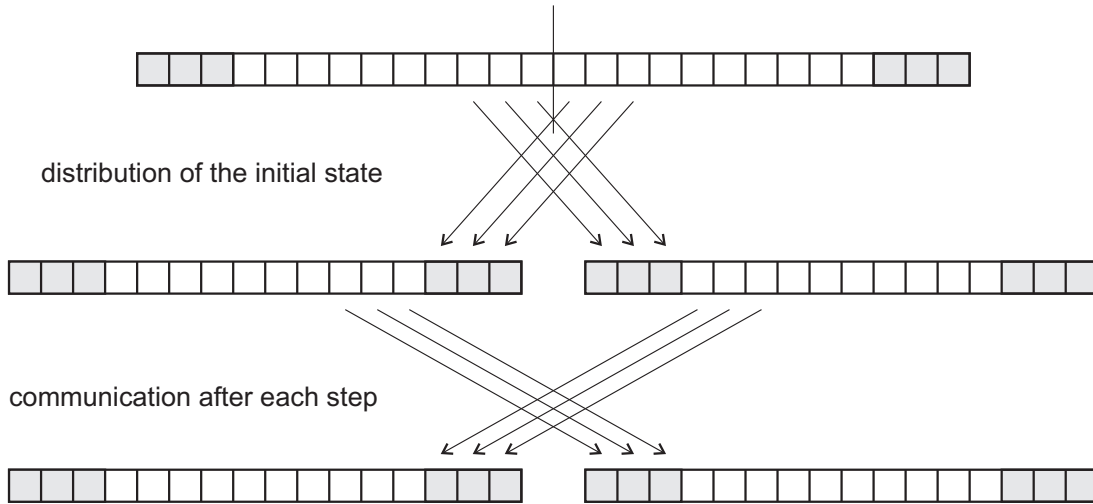 distribution of the initial state
communication after each step